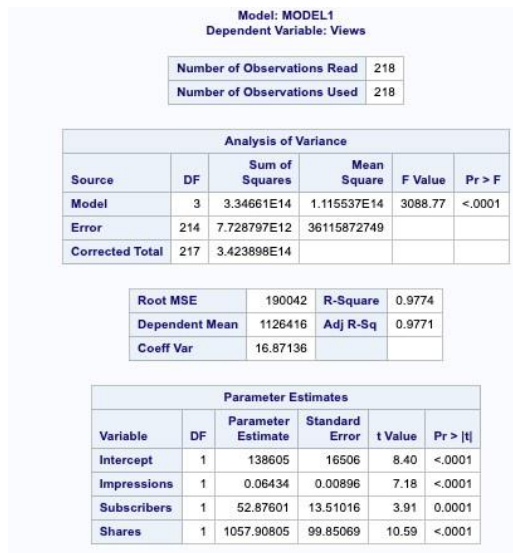 Model: MODEL1
Dependent Variable: Views
Number of Observations Read 218
Number of Observations Used 218
Analysis of Variance
Source DF Sum of Squares Mean Square F Value Pr > F
Model 3 3.34661E14 1.115537E14 3088.77 <.0001
Error 214 7.728797E12 36115872749
Corrected Total 217 3.423898E14
Root MSE 190042 R-Square 0.9774
Dependent Mean 1126416 Adj R-Sq 0.9771
Coeff Var 16.87136
Parameter Estimates
Variable DF Parameter Estimate Standard Error t Value Pr > |t|
Intercept 1 138605 16506 8.40 <.0001
Impressions 1 0.06434 0.00896 7.18 <.0001
Subscribers 1 52.87601 13.51016 3.91 0.0001
Shares 1 1057.90805 99.85069 10.59 <.0001